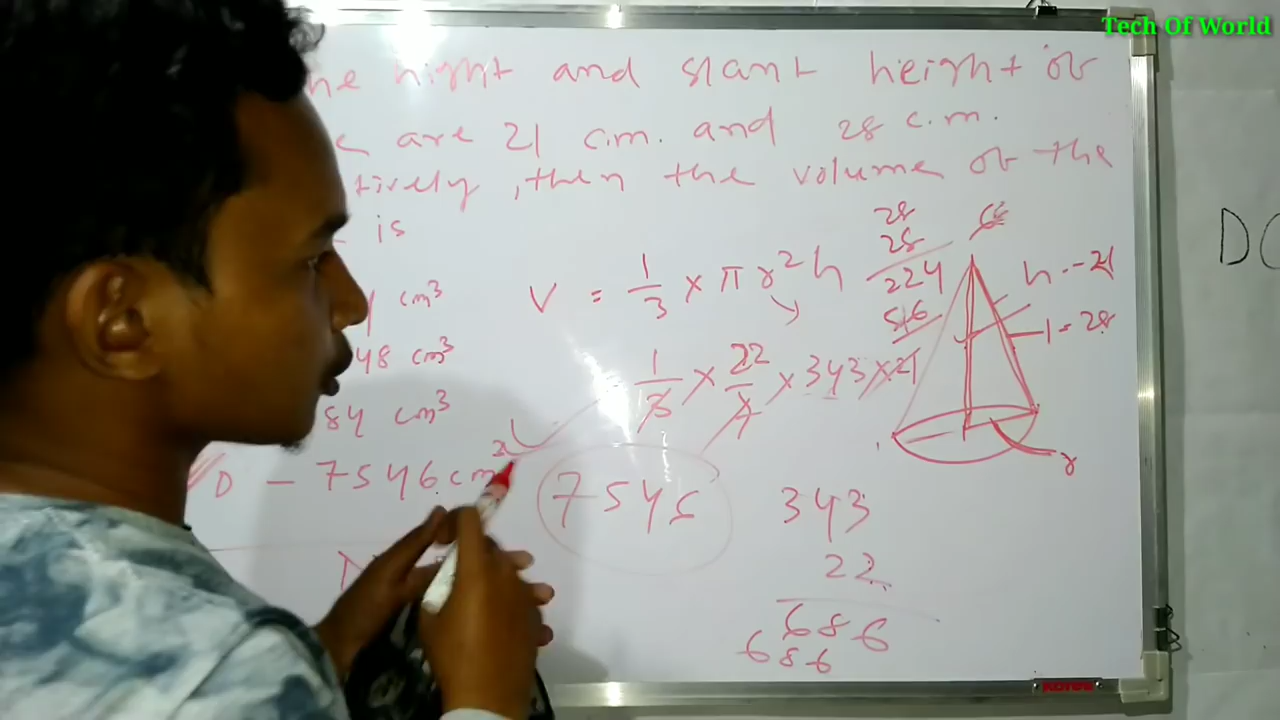 Tech Of World
he hight and slant height of
are 21 c.m. and 28 c.m.
tively, then the volume of the
is
cm³
48 cm³
84 cm³
D - 7546 cm
V = 1/3 × π r² h
1/3 × 22/7 × 343 × 21
7546
28
28
224
56
h - 21
l = 28
r
343
22
686
686